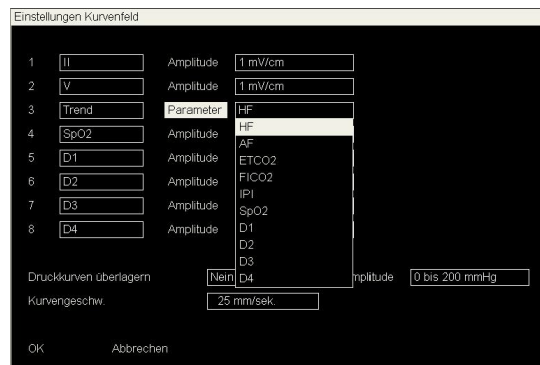 Einstellungen Kurvenfeld
1 II Amplitude 1 mV/cm
2 V Amplitude 1 mV/cm
3 Trend Parameter HF
4 SpO2 Amplitude HF
AF
5 D1 Amplitude ETCO2
6 D2 Amplitude FICO2
IPI
7 D3 Amplitude SpO2
8 D4 Amplitude D1
D2
D3
Druckkurven überlagern Nein D4 mplitude 0 bis 200 mmHg
Kurvengeschw. 25 mm/sek.
OK Abbrechen